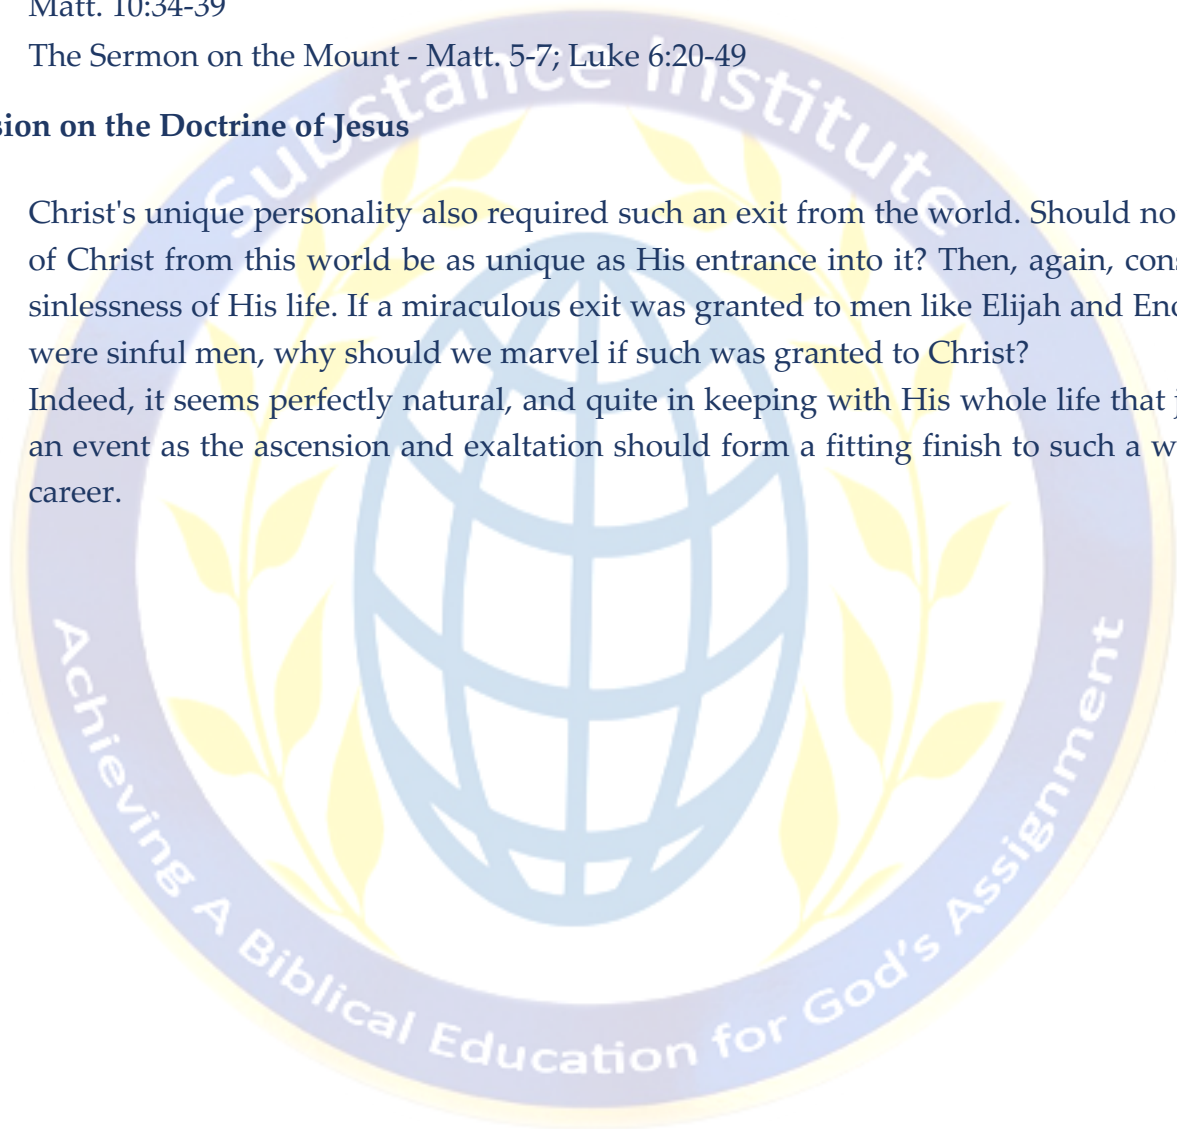 Matt. 10:34-39
The Sermon on the Mount - Matt. 5-7; Luke 6:20-49
sion on the Doctrine of Jesus
Christ's unique personality also required such an exit from the world. Should no
of Christ from this world be as unique as His entrance into it? Then, again, cons
sinlessness of His life. If a miraculous exit was granted to men like Elijah and Eno
were sinful men, why should we marvel if such was granted to Christ?
Indeed, it seems perfectly natural, and quite in keeping with His whole life that j
an event as the ascension and exaltation should form a fitting finish to such a w
career.
Substance Institute
Achieving A Biblical Education for God's Assignment